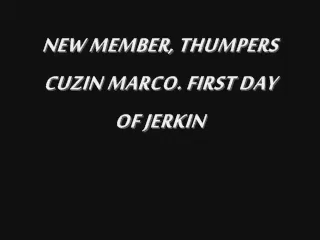 NEW MEMBER, THUMPERS
CUZIN MARCO. FIRST DAY
OF JERKIN